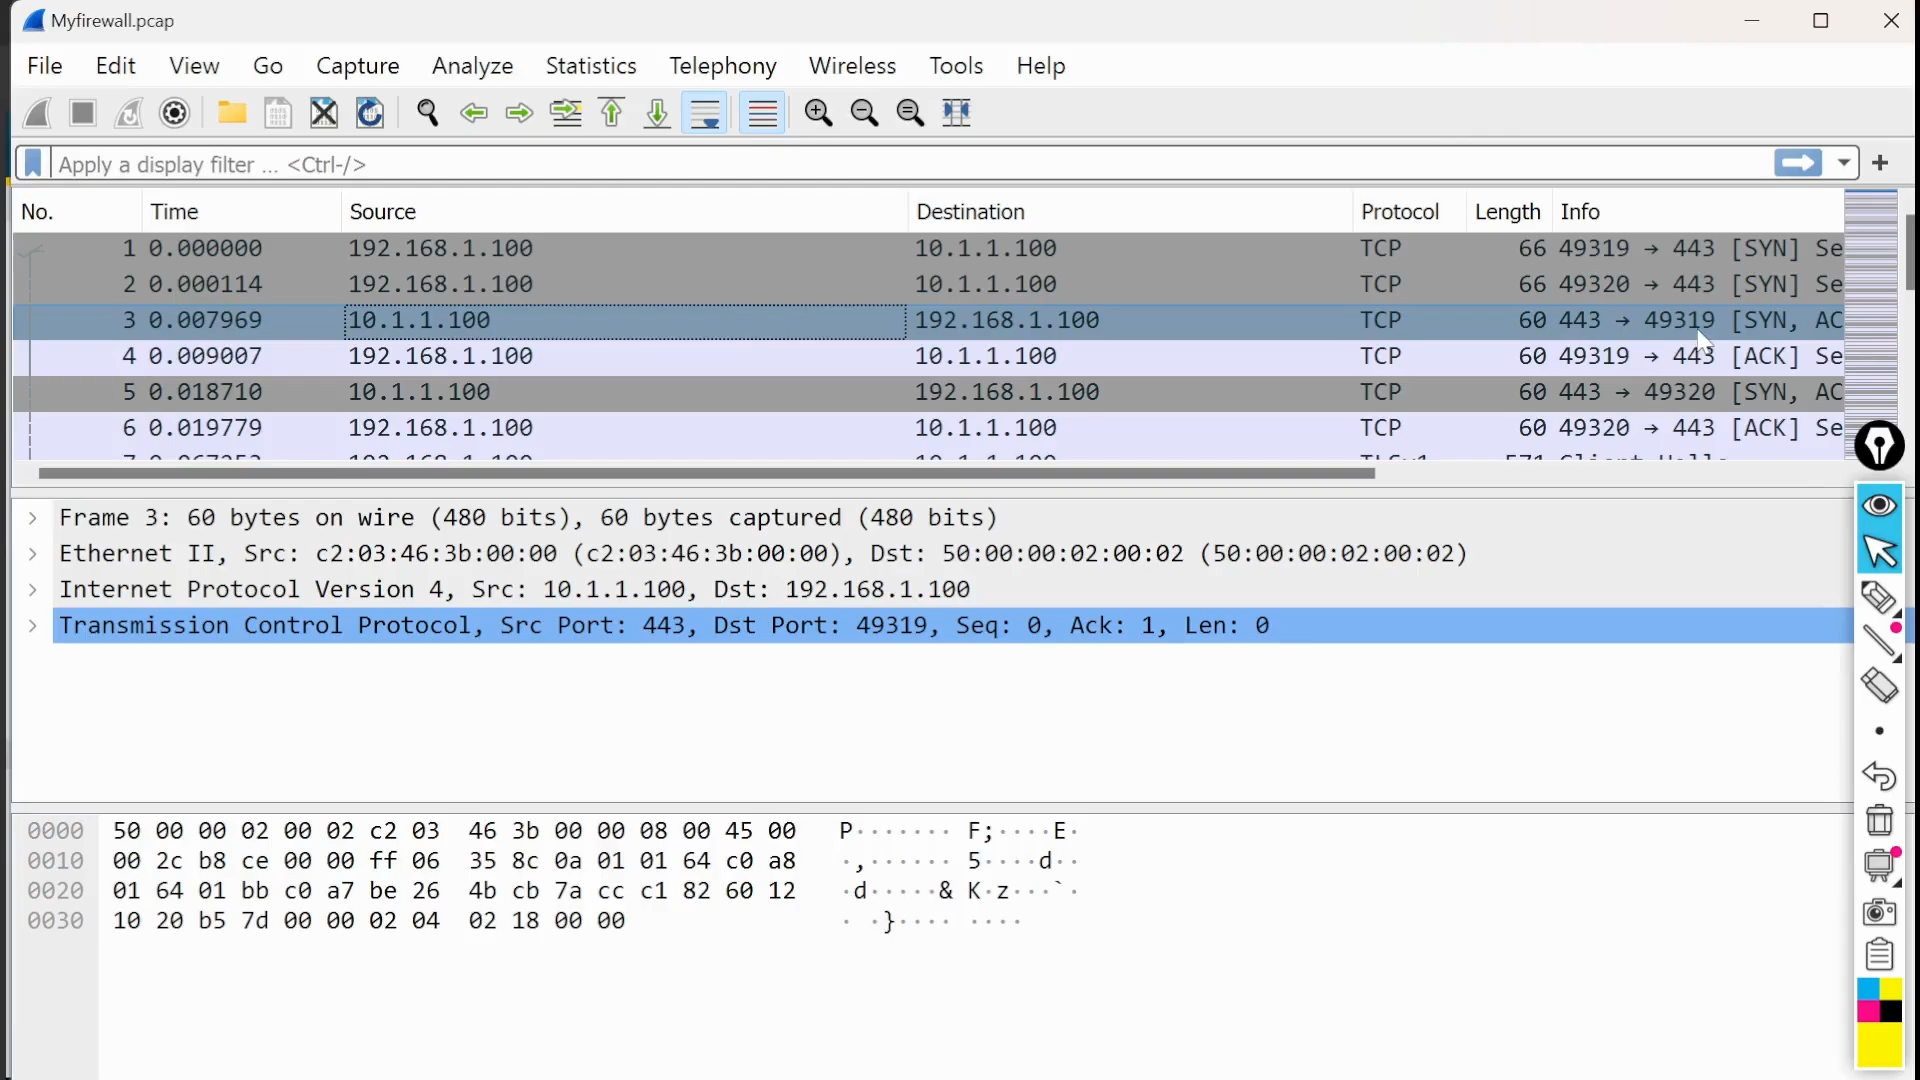 Myfirewall.pcap
File Edit View Go Capture Analyze Statistics Telephony Wireless Tools Help
Apply a display filter ... <Ctrl-/>
No. Time Source Destination Protocol Length Info
1 0.000000 192.168.1.100 10.1.1.100 TCP 66 49319 → 443 [SYN] Se
2 0.000114 192.168.1.100 10.1.1.100 TCP 66 49320 → 443 [SYN] Se
3 0.007969 10.1.1.100 192.168.1.100 TCP 60 443 → 49319 [SYN, AC
4 0.009007 192.168.1.100 10.1.1.100 TCP 60 49319 → 443 [ACK] Se
5 0.018710 10.1.1.100 192.168.1.100 TCP 60 443 → 49320 [SYN, AC
6 0.019779 192.168.1.100 10.1.1.100 TCP 60 49320 → 443 [ACK] Se
Frame 3: 60 bytes on wire (480 bits), 60 bytes captured (480 bits)
Ethernet II, Src: c2:03:46:3b:00:00 (c2:03:46:3b:00:00), Dst: 50:00:00:02:00:02 (50:00:00:02:00:02)
Internet Protocol Version 4, Src: 10.1.1.100, Dst: 192.168.1.100
Transmission Control Protocol, Src Port: 443, Dst Port: 49319, Seq: 0, Ack: 1, Len: 0
0000 50 00 00 02 00 02 c2 03 46 3b 00 00 08 00 45 00 P······· F;····E·
0010 00 2c b8 ce 00 00 ff 06 35 8c 0a 01 01 64 c0 a8 ·,······ 5····d··
0020 01 64 01 bb c0 a7 be 26 4b cb 7a cc c1 82 60 12 ·d·····& K·z···`·
0030 10 20 b5 7d 00 00 02 04 02 18 00 00 · ·}···· ····